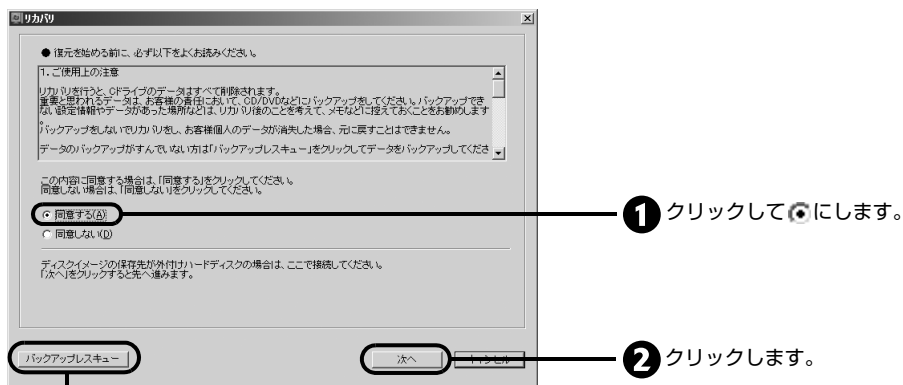 リカバリ
● 復元を始める前に、必ず以下をよくお読みください。
1. ご使用上の注意
リカバリを行うと、Cドライブのデータはすべて削除されます。
重要と思われるデータは、お客様の責任において、CD/DVDなどにバックアップをしてください。バックアップでき
ない設定情報やデータがあった場所などは、リカバリ後のことを考えて、メモなどに控えておくことをお勧めします
。
バックアップをしないでリカバリをし、お客様個人のデータが消失した場合、元に戻すことはできません。
データのバックアップがすんでいない方は「バックアップレスキュー」をクリックしてデータをバックアップしてくださ
この内容に同意する場合は、「同意する」をクリックしてください。
同意しない場合は、「同意しない」をクリックしてください。
同意する(A)
❶ クリックして◉にします。
同意しない(D)
ディスクイメージの保存先が外付けハードディスクの場合は、ここで接続してください。
「次へ」をクリックすると先へ進みます。
バックアップレスキュー
次へ
キャンセル
❷ クリックします。